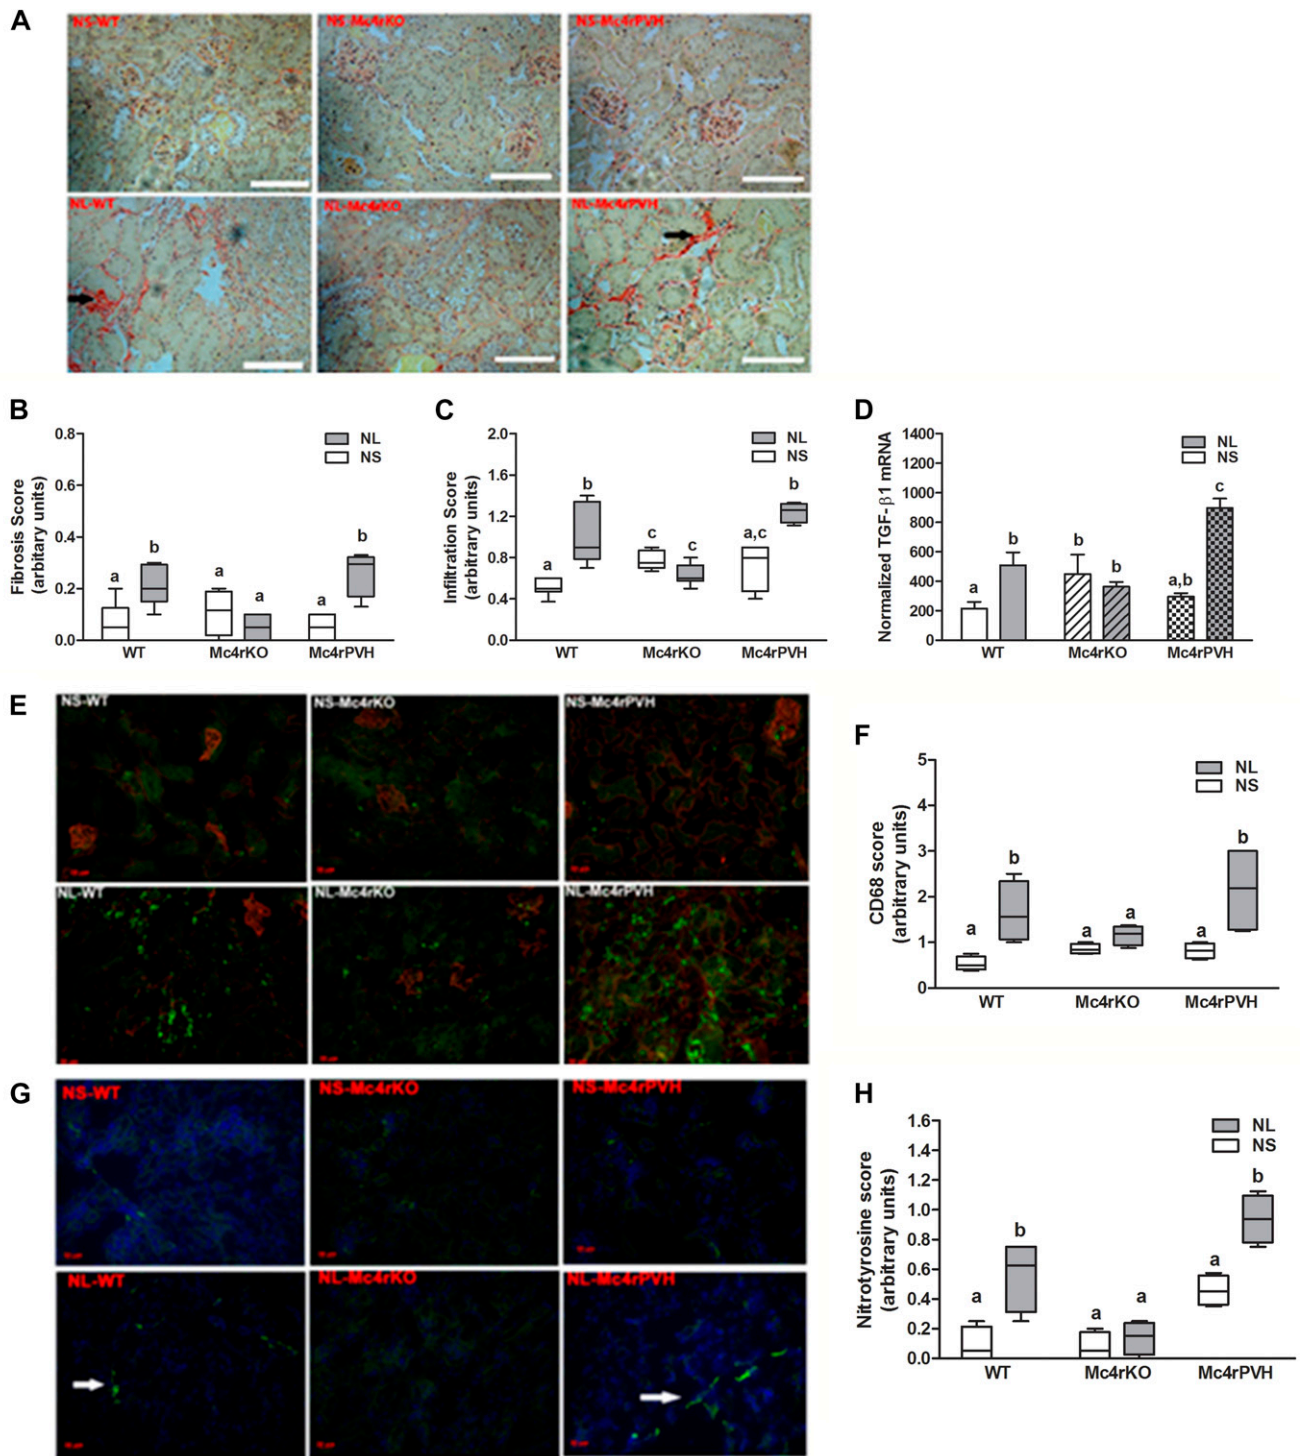 A
NS-WT
NS-Mc4rKO
NS-Mc4rPVH
NL-WT
NL-Mc4rKO
NL-Mc4rPVH
B
Fibrosis Score
(arbitary units)
0.8
0.6
0.4
0.2
0.0
NL
NS
a
b
a
a
a
b
WT
Mc4rKO
Mc4rPVH
C
Infiltration Score
(arbitrary units)
2.0
1.6
1.2
0.8
0.4
0.0
NL
NS
a
b
c
c
a,c
b
WT
Mc4rKO
Mc4rPVH
D
Normalized TGF-β1 mRNA
1400
1200
1000
800
600
400
200
0
NL
NS
a
b
b
b
a,b
c
WT
Mc4rKO
Mc4rPVH
E
NS-WT
NS-Mc4rKO
NS-Mc4rPVH
NL-WT
NL-Mc4rKO
NL-Mc4rPVH
F
CD68 score
(arbitrary units)
5
4
3
2
1
0
NL
NS
a
b
a
a
a
b
WT
Mc4rKO
Mc4rPVH
G
NS-WT
NS-Mc4rKO
NS-Mc4rPVH
NL-WT
NL-Mc4rKO
NL-Mc4rPVH
H
Nitrotyrosine score
(arbitrary units)
1.6
1.4
1.2
1.0
0.8
0.6
0.4
0.2
0.0
NL
NS
a
b
a
a
a
b
WT
Mc4rKO
Mc4rPVH